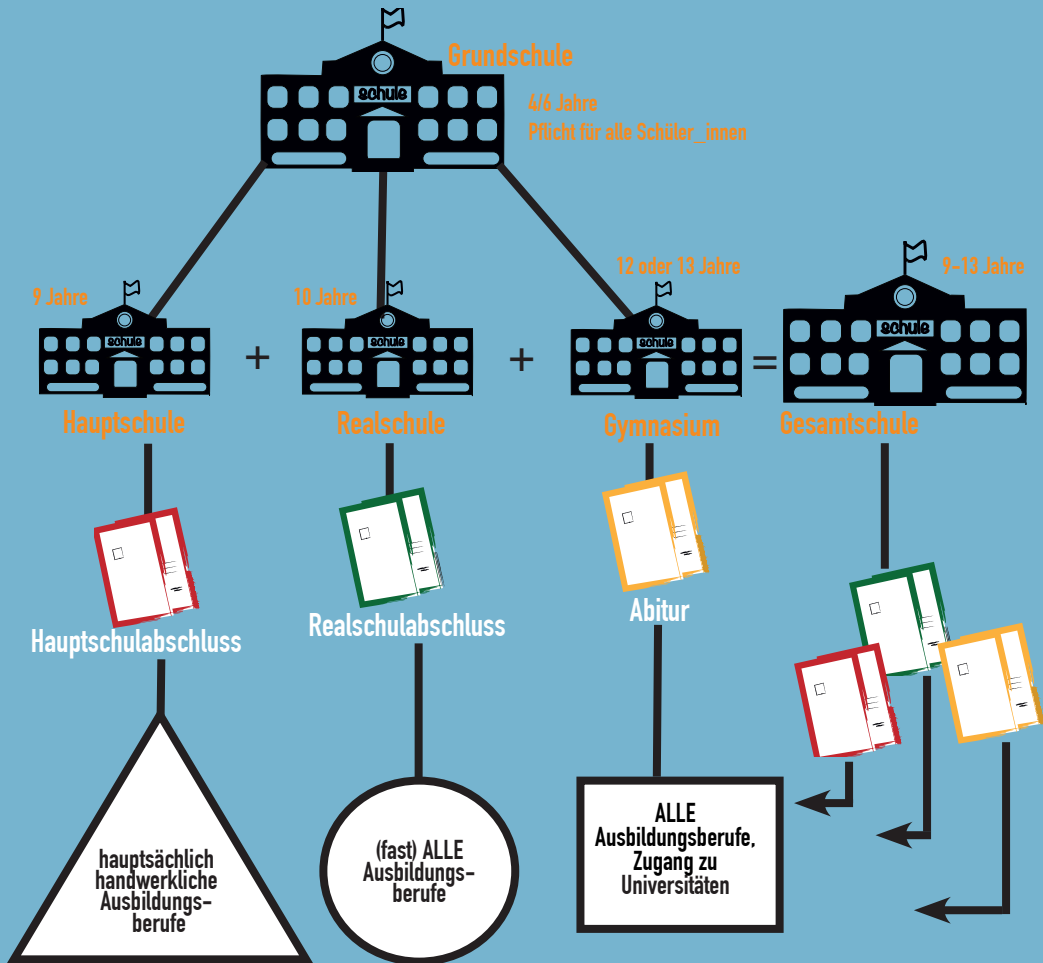 Grundschule
schule
4/6 Jahre
Pflicht für alle Schüler_innen
9 Jahre
10 Jahre
12 oder 13 Jahre
9-13 Jahre
schule
+
schule
+
schule
=
schule
Hauptschule
Realschule
Gymnasium
Gesamtschule
Hauptschulabschluss
Realschulabschluss
Abitur
hauptsächlich
handwerkliche
Ausbildungs-
berufe
(fast) ALLE
Ausbildungs-
berufe
ALLE
Ausbildungsberufe,
Zugang zu
Universitäten